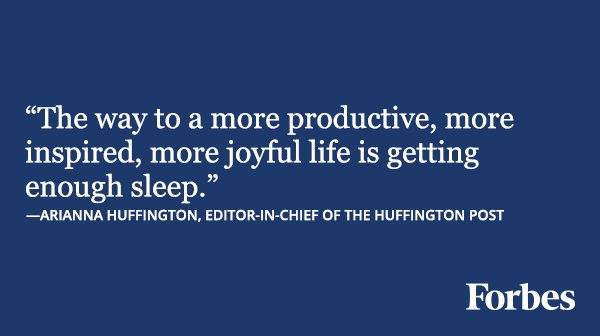 “The way to a more productive, more
inspired, more joyful life is getting
enough sleep.”
—ARIANNA HUFFINGTON, EDITOR-IN-CHIEF OF THE HUFFINGTON POST
Forbes